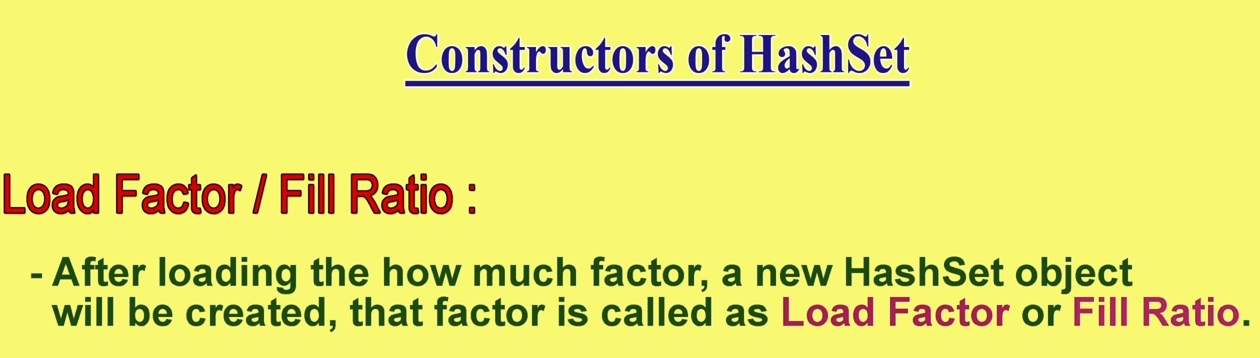 Constructors of HashSet
Load Factor / Fill Ratio :
- After loading the how much factor, a new HashSet object
will be created, that factor is called as Load Factor or Fill Ratio.